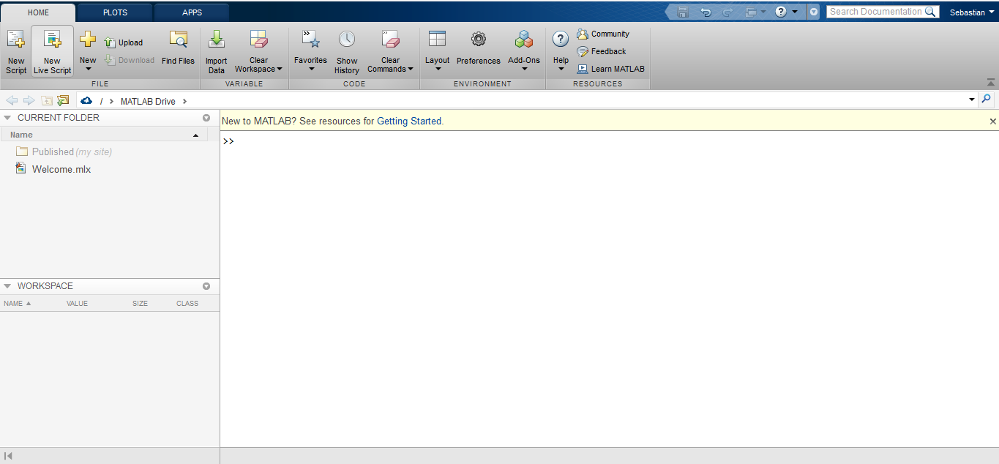 HOME PLOTS APPS
Search Documentation Sebastian
New Script
New Live Script
New
Upload
Download
Find Files
FILE
Import Data
Clear Workspace
VARIABLE
Favorites
Show History
Clear Commands
CODE
Layout
Preferences
Add-Ons
ENVIRONMENT
Help
Community
Feedback
Learn MATLAB
RESOURCES
/ > MATLAB Drive >
CURRENT FOLDER
Name
Published (my site)
Welcome.mlx
New to MATLAB? See resources for Getting Started.
>>
WORKSPACE
NAME VALUE SIZE CLASS